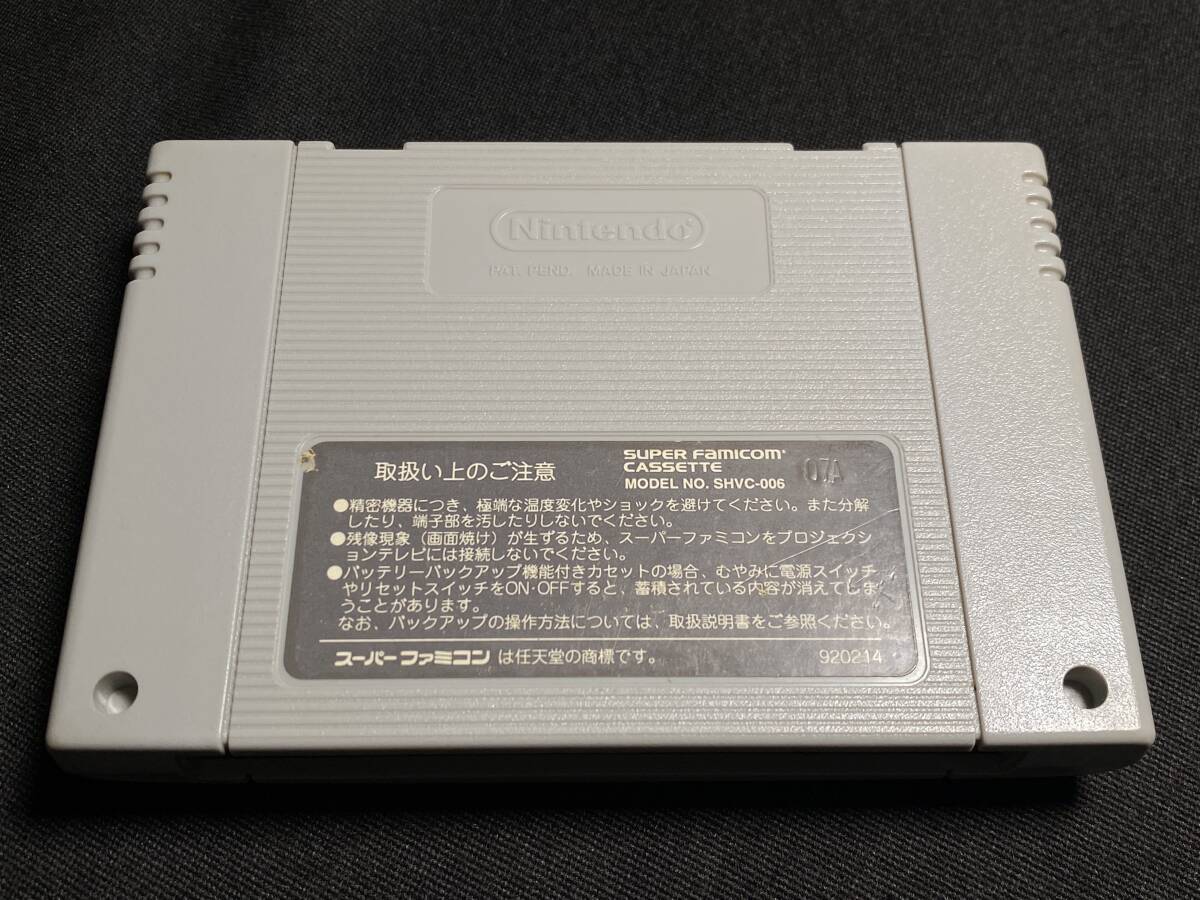 Nintendo®
PAT. PEND. MADE IN JAPAN
取扱い上のご注意
SUPER FAMICOM®
CASSETTE
MODEL NO. SHVC-006
07A
●精密機器につき、極端な温度変化やショックを避けてください。また分解
したり、端子部を汚したりしないでください。
●残像現象（画面焼け）が生ずるため、スーパーファミコンをプロジェクシ
ョンテレビには接続しないでください。
●バッテリーバックアップ機能付きカセットの場合、むやみに電源スイッチ
やリセットスイッチをON・OFFすると、蓄積されている内容が消えてしま
うことがあります。
なお、バックアップの操作方法については、取扱説明書をご参照ください。
スーパーファミコン は任天堂の商標です。
920214